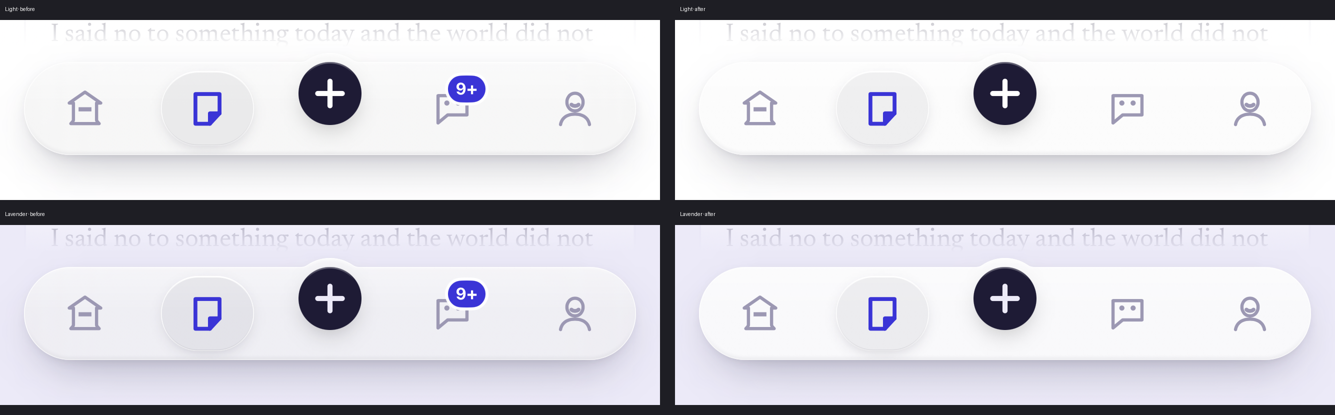 Light-before
Light-after
I said no to something today and the world did not
I said no to something today and the world did not
9+
Lavender-before
Lavender-after
I said no to something today and the world did not
I said no to something today and the world did not
9+